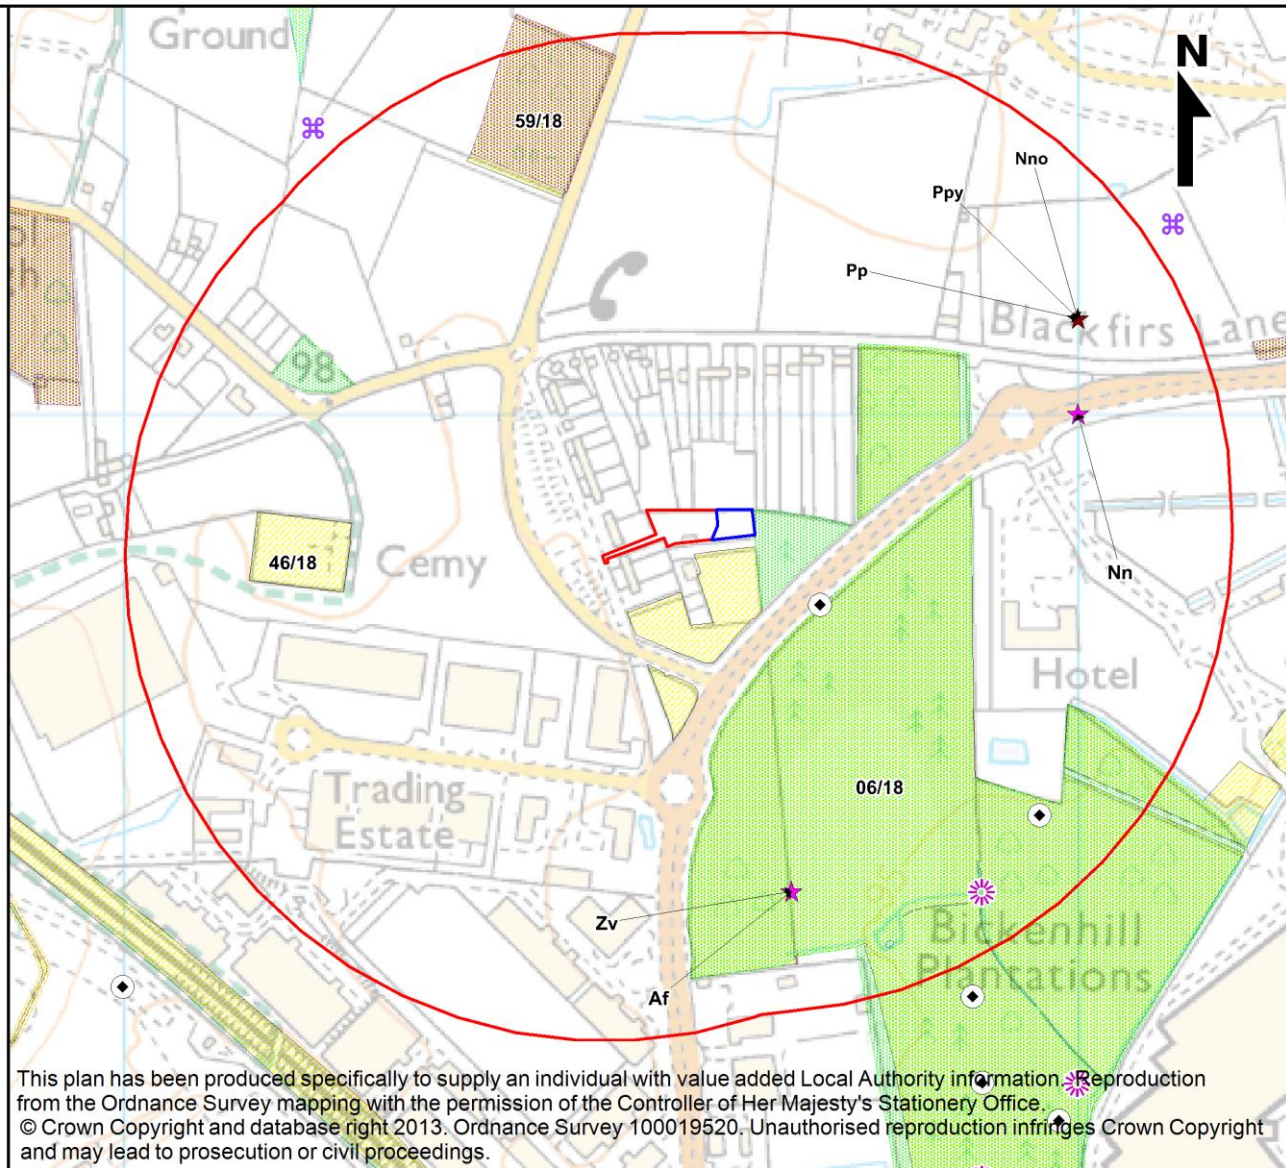 Ground
N
59/18
Nno
Ppy
Pp
Blackfirs Lane
98
Cemy
46/18
Nn
Hotel
06/18
Trading
Estate
Zv
Bickenhill
Plantations
Af
This plan has been produced specifically to supply an individual with value added Local Authority information. Reproduction
from the Ordnance Survey mapping with the permission of the Controller of Her Majesty's Stationery Office.
© Crown Copyright and database right 2013. Ordnance Survey 100019520. Unauthorised reproduction infringes Crown Copyright
and may lead to prosecution or civil proceedings.